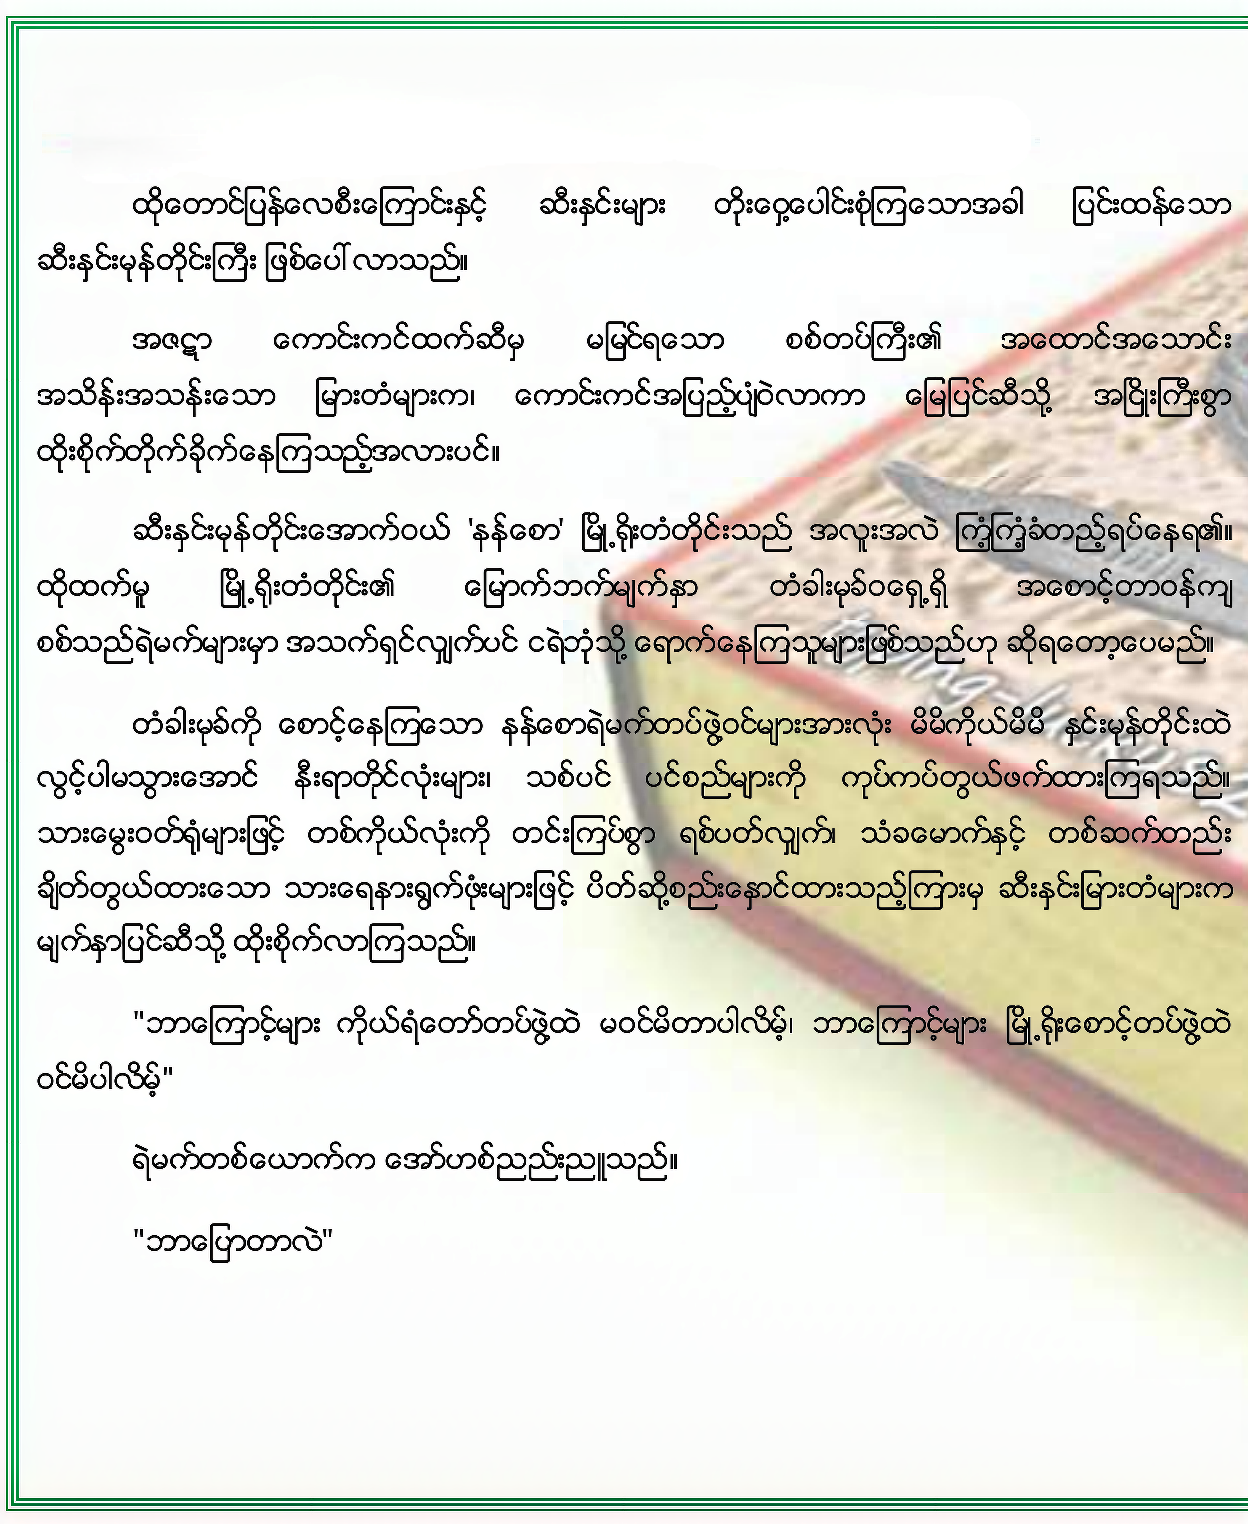 ထိုတောင်ပြန်လေစီးကြောင်းနှင့် ဆီးနှင်းများ တိုးဝှေ့ပေါင်းစုံကြသောအခါ ပြင်းထန်သော
ဆီးနှင်းမုန်တိုင်းကြီး ဖြစ်ပေါ်လာသည်။
အဇဋာ ကောင်းကင်ထက်ဆီမှ မမြင်ရသော စစ်တပ်ကြီး၏ အထောင်အသောင်း
အသိန်းအသန်းသော မြားတံများက၊ ကောင်းကင်အပြည့်ပျံဝဲလာကာ မြေပြင်ဆီသို့ အငြိုးကြီးစွာ
ထိုးစိုက်တိုက်ခိုက်နေကြသည့်အလားပင်။
ဆီးနှင်းမုန်တိုင်းအောက်ဝယ် 'နန်စော' မြို့ရိုးတံတိုင်းသည် အလူးအလဲ ကြံ့ကြံ့ခံတည့်ရပ်နေရ၏။
ထိုထက်မူ မြို့ရိုးတံတိုင်း၏ မြောက်ဘက်မျက်နှာ တံခါးမုခ်ဝရှေ့ရှိ အစောင့်တာဝန်ကျ
စစ်သည်ရဲမက်များမှာ အသက်ရှင်လျှက်ပင် ငရဲဘုံသို့ ရောက်နေကြသူများဖြစ်သည်ဟု ဆိုရတော့ပေမည်။
တံခါးမုခ်ကို စောင့်နေကြသော နန်စောရဲမက်တပ်ဖွဲ့ဝင်များအားလုံး မိမိကိုယ်မိမိ နှင်းမုန်တိုင်းထဲ
လွင့်ပါမသွားအောင် နီးရာတိုင်လုံးများ၊ သစ်ပင် ပင်စည်များကို ကုပ်ကပ်တွယ်ဖက်ထားကြရသည်။
သားမွေးဝတ်ရုံများဖြင့် တစ်ကိုယ်လုံးကို တင်းကြပ်စွာ ရစ်ပတ်လျှက်၊ သံခမောက်နှင့် တစ်ဆက်တည်း
ချိတ်တွယ်ထားသော သားရေနားရွက်ဖုံးများဖြင့် ပိတ်ဆို့စည်းနှောင်ထားသည့်ကြားမှ ဆီးနှင်းမြားတံများက
မျက်နှာပြင်ဆီသို့ ထိုးစိုက်လာကြသည်။
"ဘာကြောင့်များ ကိုယ်ရံတော်တပ်ဖွဲ့ထဲ မဝင်မိတာပါလိမ့်၊ ဘာကြောင့်များ မြို့ရိုးစောင့်တပ်ဖွဲ့ထဲ
ဝင်မိပါလိမ့်"
ရဲမက်တစ်ယောက်က အော်ဟစ်ညည်းညူသည်။
"ဘာပြောတာလဲ"